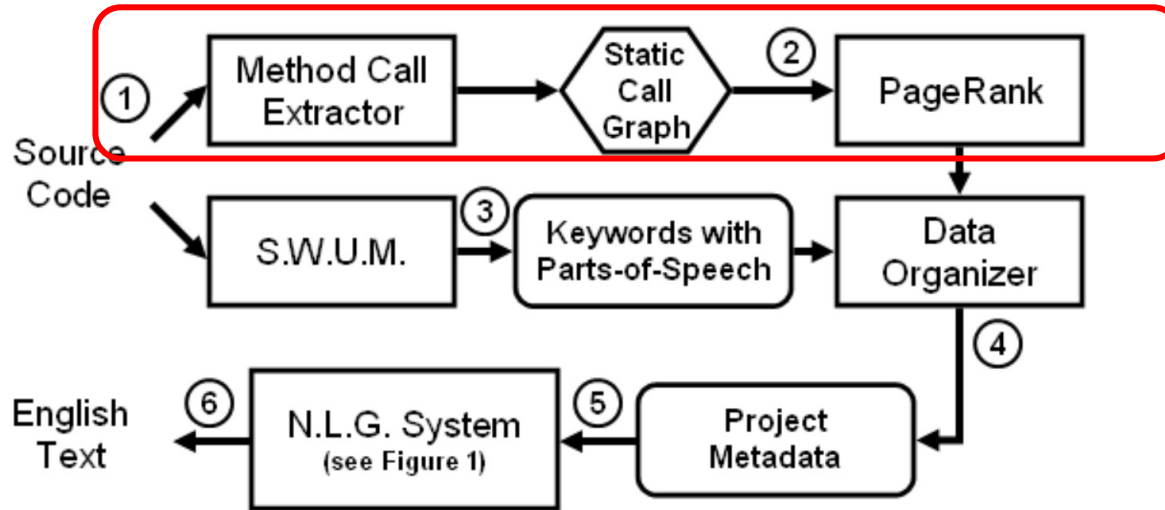 1
Method Call
Extractor
Static
Call
Graph
2
PageRank
Source
Code
S.W.U.M.
3
Keywords with
Parts-of-Speech
Data
Organizer
4
English
Text
6
N.L.G. System
(see Figure 1)
5
Project
Metadata